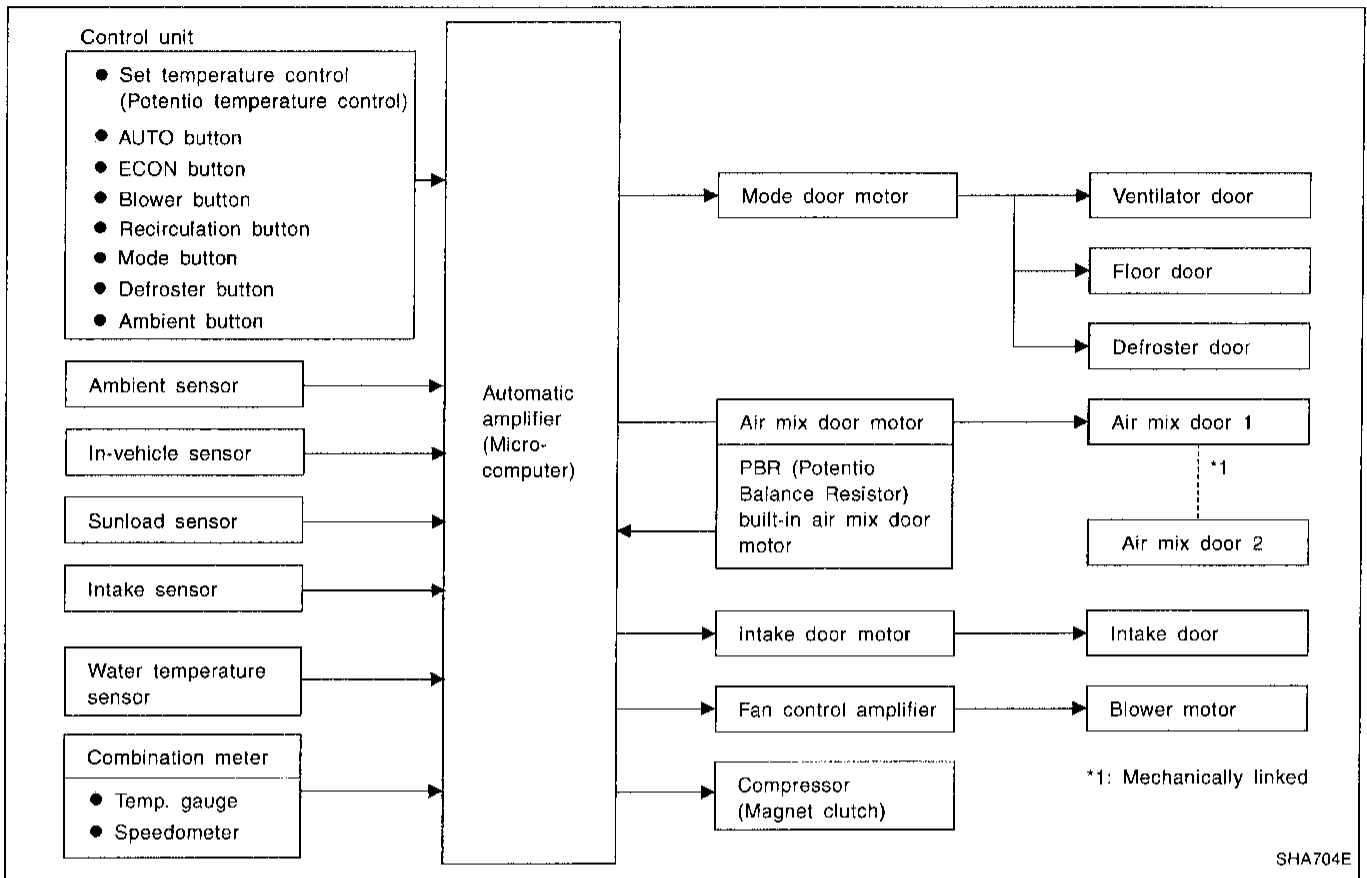 Control unit
● Set temperature control
(Potentio temperature control)
● AUTO button
● ECON button
● Blower button
● Recirculation button
● Mode button
● Defroster button
● Ambient button
Ambient sensor
In-vehicle sensor
Sunload sensor
Intake sensor
Water temperature
sensor
Combination meter
● Temp. gauge
● Speedometer
Automatic
amplifier
(Micro-
computer)
Mode door motor
Air mix door motor
PBR (Potentio
Balance Resistor)
built-in air mix door
motor
Intake door motor
Fan control amplifier
Compressor
(Magnet clutch)
Ventilator door
Floor door
Defroster door
Air mix door 1
*1
Air mix door 2
Intake door
Blower motor
*1: Mechanically linked
SHA704E